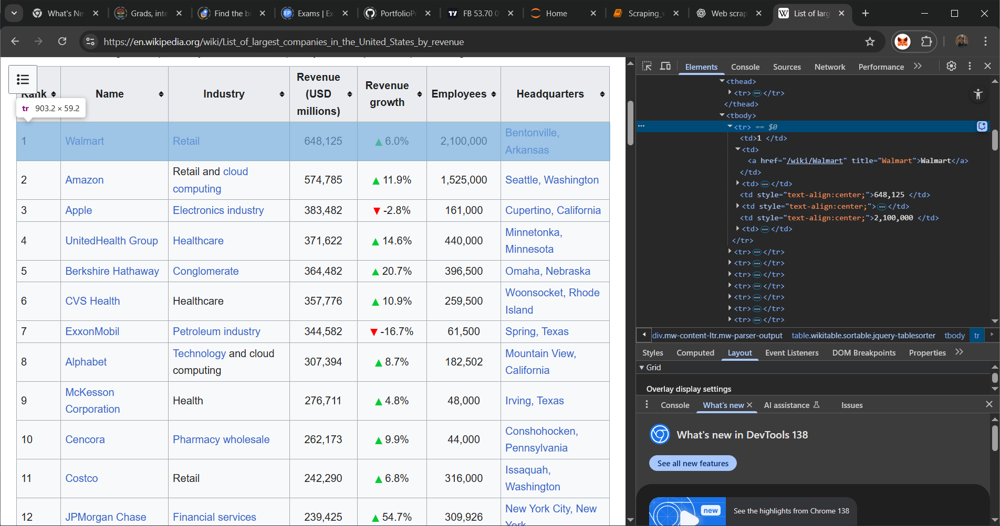 What's Ne
Grads, inte
Find the be
Exams | Ex
PortfolioPr
FB 53.70 0
Home
Scraping_
Web scrap
List of larg
https://en.wikipedia.org/wiki/List_of_largest_companies_in_the_United_States_by_revenue
Rank Name Industry Revenue (USD millions) Revenue growth Employees Headquarters
tr 903.2 × 59.2
1 Walmart Retail 648,125 ▲ 6.0% 2,100,000 Bentonville, Arkansas
2 Amazon Retail and cloud computing 574,785 ▲ 11.9% 1,525,000 Seattle, Washington
3 Apple Electronics industry 383,482 ▼ -2.8% 161,000 Cupertino, California
4 UnitedHealth Group Healthcare 371,622 ▲ 14.6% 440,000 Minnetonka, Minnesota
5 Berkshire Hathaway Conglomerate 364,482 ▲ 20.7% 396,500 Omaha, Nebraska
6 CVS Health Healthcare 357,776 ▲ 10.9% 259,500 Woonsocket, Rhode Island
7 ExxonMobil Petroleum industry 344,582 ▼ -16.7% 61,500 Spring, Texas
8 Alphabet Technology and cloud computing 307,394 ▲ 8.7% 182,502 Mountain View, California
9 McKesson Corporation Health 276,711 ▲ 4.8% 48,000 Irving, Texas
10 Cencora Pharmacy wholesale 262,173 ▲ 9.9% 44,000 Conshohocken, Pennsylvania
11 Costco Retail 242,290 ▲ 6.8% 316,000 Issaquah, Washington
12 JPMorgan Chase Financial services 239,425 ▲ 54.7% 309,926 New York City, New York
Elements Console Sources Network Performance
<thead>
<tr> … </tr>
</thead>
<tbody>
<tr> == $0
<td>1 </td>
<td>
<a href="/wiki/Walmart" title="Walmart">Walmart</a>
</td>
<td> … </td>
<td style="text-align:center;">648,125 </td>
<td style="text-align:center;"> … </td>
<td style="text-align:center;">2,100,000 </td>
<td> … </td>
</tr>
<tr> … </tr>
<tr> … </tr>
<tr> … </tr>
<tr> … </tr>
<tr> … </tr>
<tr> … </tr>
<tr> … </tr>
div.mw-content-ltr.mw-parser-output table.wikitable.sortable.jquery-tablesorter tbody tr
Styles Computed Layout Event Listeners DOM Breakpoints Properties
Grid
Overlay display settings
Console What's new AI assistance Issues
What's new in DevTools 138
See all new features
new
See the highlights from Chrome 138